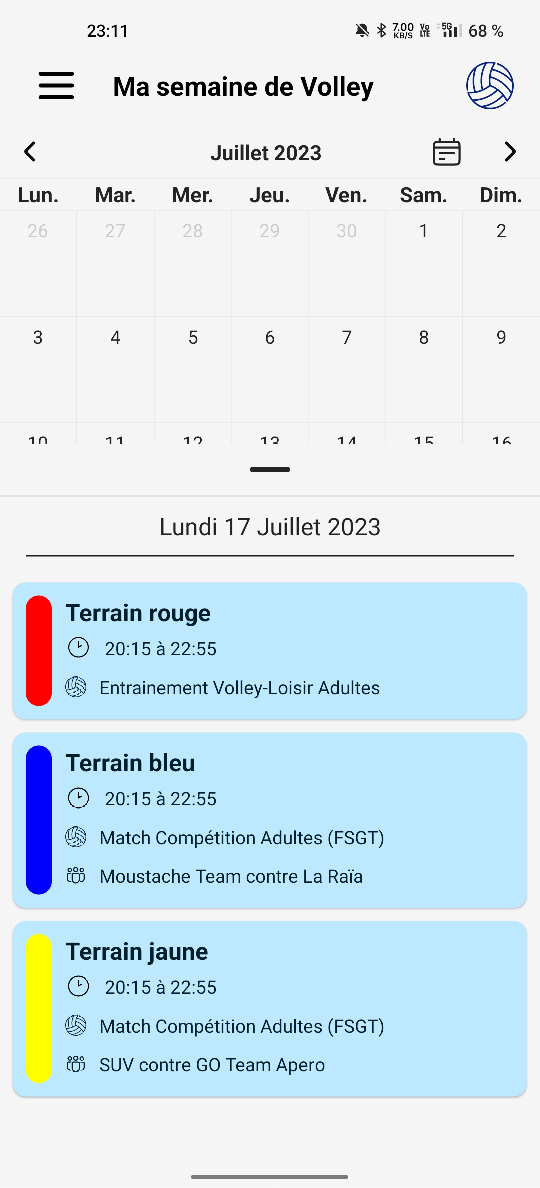 23:11 7.00 KB/S Vo LTE 5G 68 %
Ma semaine de Volley
Juillet 2023
Lun. Mar. Mer. Jeu. Ven. Sam. Dim.
26 27 28 29 30 1 2
3 4 5 6 7 8 9
10 11 12 13 14 15 16
Lundi 17 Juillet 2023
Terrain rouge
20:15 à 22:55
Entrainement Volley-Loisir Adultes
Terrain bleu
20:15 à 22:55
Match Compétition Adultes (FSGT)
Moustache Team contre La Raïa
Terrain jaune
20:15 à 22:55
Match Compétition Adultes (FSGT)
SUV contre GO Team Apero